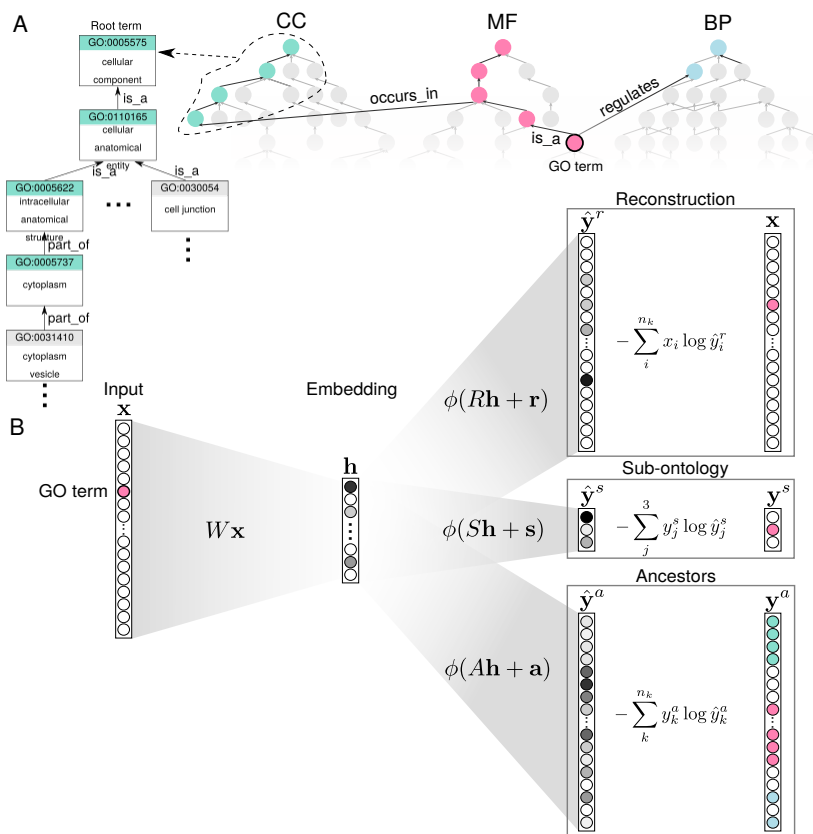 A
Root term
GO:0005575
cellular
component
is_a
GO:0110165
cellular
anatomical
entity
is_a
is_a
GO:0005622
intracellular
anatomical
structure
GO:0030054
cell junction
part_of
GO:0005737
cytoplasm
part_of
GO:0031410
cytoplasm
vesicle
CC
MF
BP
occurs_in
regulates
is_a
GO term
B
Input
x
GO term
Wx
Embedding
h
ϕ(Rh + r)
ϕ(Sh + s)
ϕ(Ah + a)
Reconstruction
ŷ^r
x
− ∑_i^{n_k} x_i log ŷ_i^r
Sub-ontology
ŷ^s
y^s
− ∑_j^3 y_j^s log ŷ_j^s
Ancestors
ŷ^a
y^a
− ∑_k^{n_k} y_k^a log ŷ_k^a